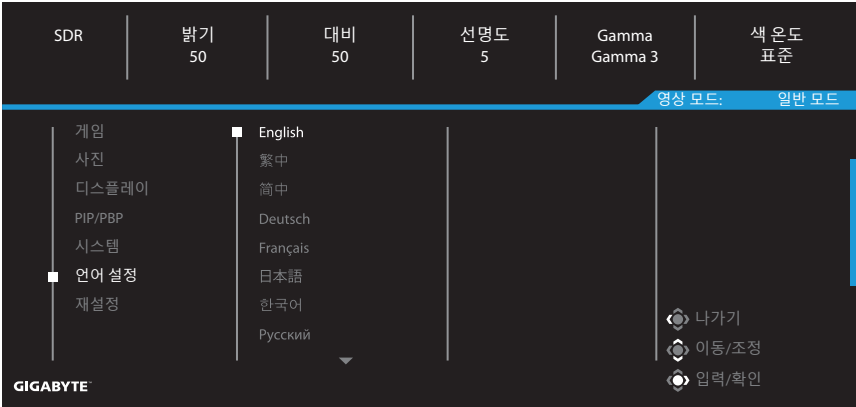 SDR
밝기
50
대비
50
선명도
5
Gamma
Gamma 3
색 온도
표준
영상 모드: 일반 모드
게임
사진
디스플레이
PIP/PBP
시스템
언어 설정
재설정
English
繁中
简中
Deutsch
Français
日本語
한국어
Русский
나가기
이동/조정
입력/확인
GIGABYTE™